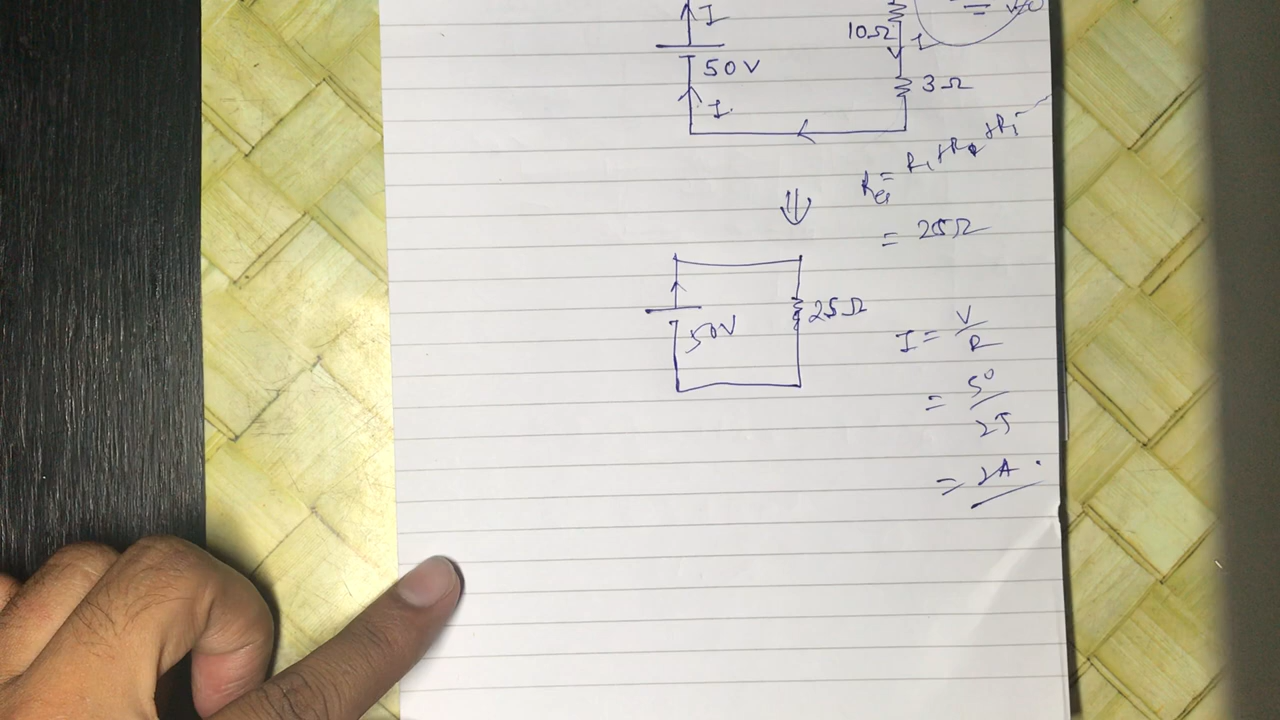 I
10Ω
I
50V
I
3Ω
Req = R1+R2+R3
= 25Ω
50V
25Ω
I = V/R
= 50/25
= 2A